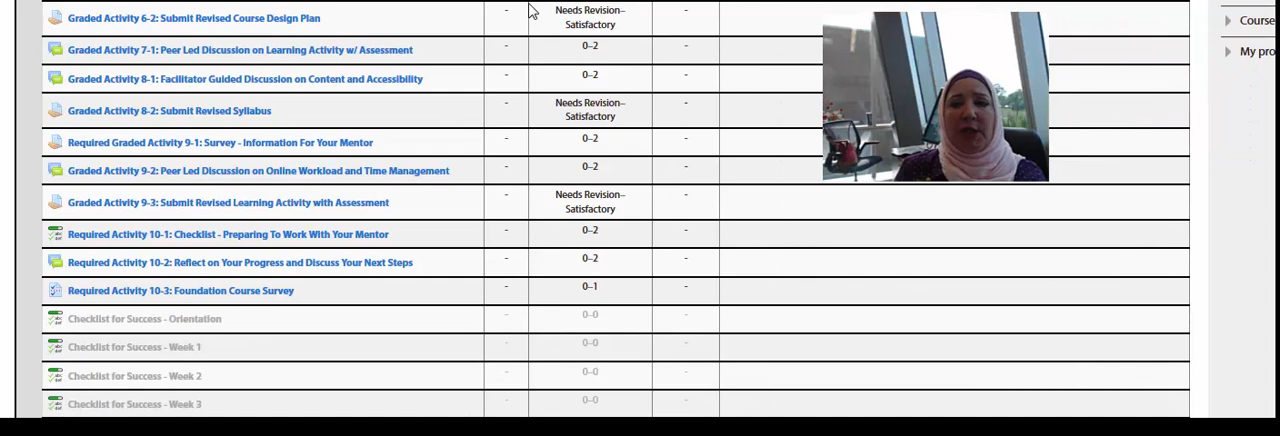 Graded Activity 6-2: Submit Revised Course Design Plan - Needs Revision– -
Satisfactory
Graded Activity 7-1: Peer Led Discussion on Learning Activity w/ Assessment - 0–2 -
Graded Activity 8-1: Facilitator Guided Discussion on Content and Accessibility - 0–2 -
Graded Activity 8-2: Submit Revised Syllabus - Needs Revision– -
Satisfactory
Required Graded Activity 9-1: Survey - Information For Your Mentor - 0–2 -
Graded Activity 9-2: Peer Led Discussion on Online Workload and Time Management - 0–2 -
Graded Activity 9-3: Submit Revised Learning Activity with Assessment - Needs Revision– -
Satisfactory
Required Activity 10-1: Checklist - Preparing To Work With Your Mentor - 0–2 -
Required Activity 10-2: Reflect on Your Progress and Discuss Your Next Steps - 0–2 -
Required Activity 10-3: Foundation Course Survey - 0–1 -
Checklist for Success - Orientation - 0–0 -
Checklist for Success - Week 1 - 0–0 -
Checklist for Success - Week 2 - 0–0 -
Checklist for Success - Week 3 - 0–0 -
Course
My pro